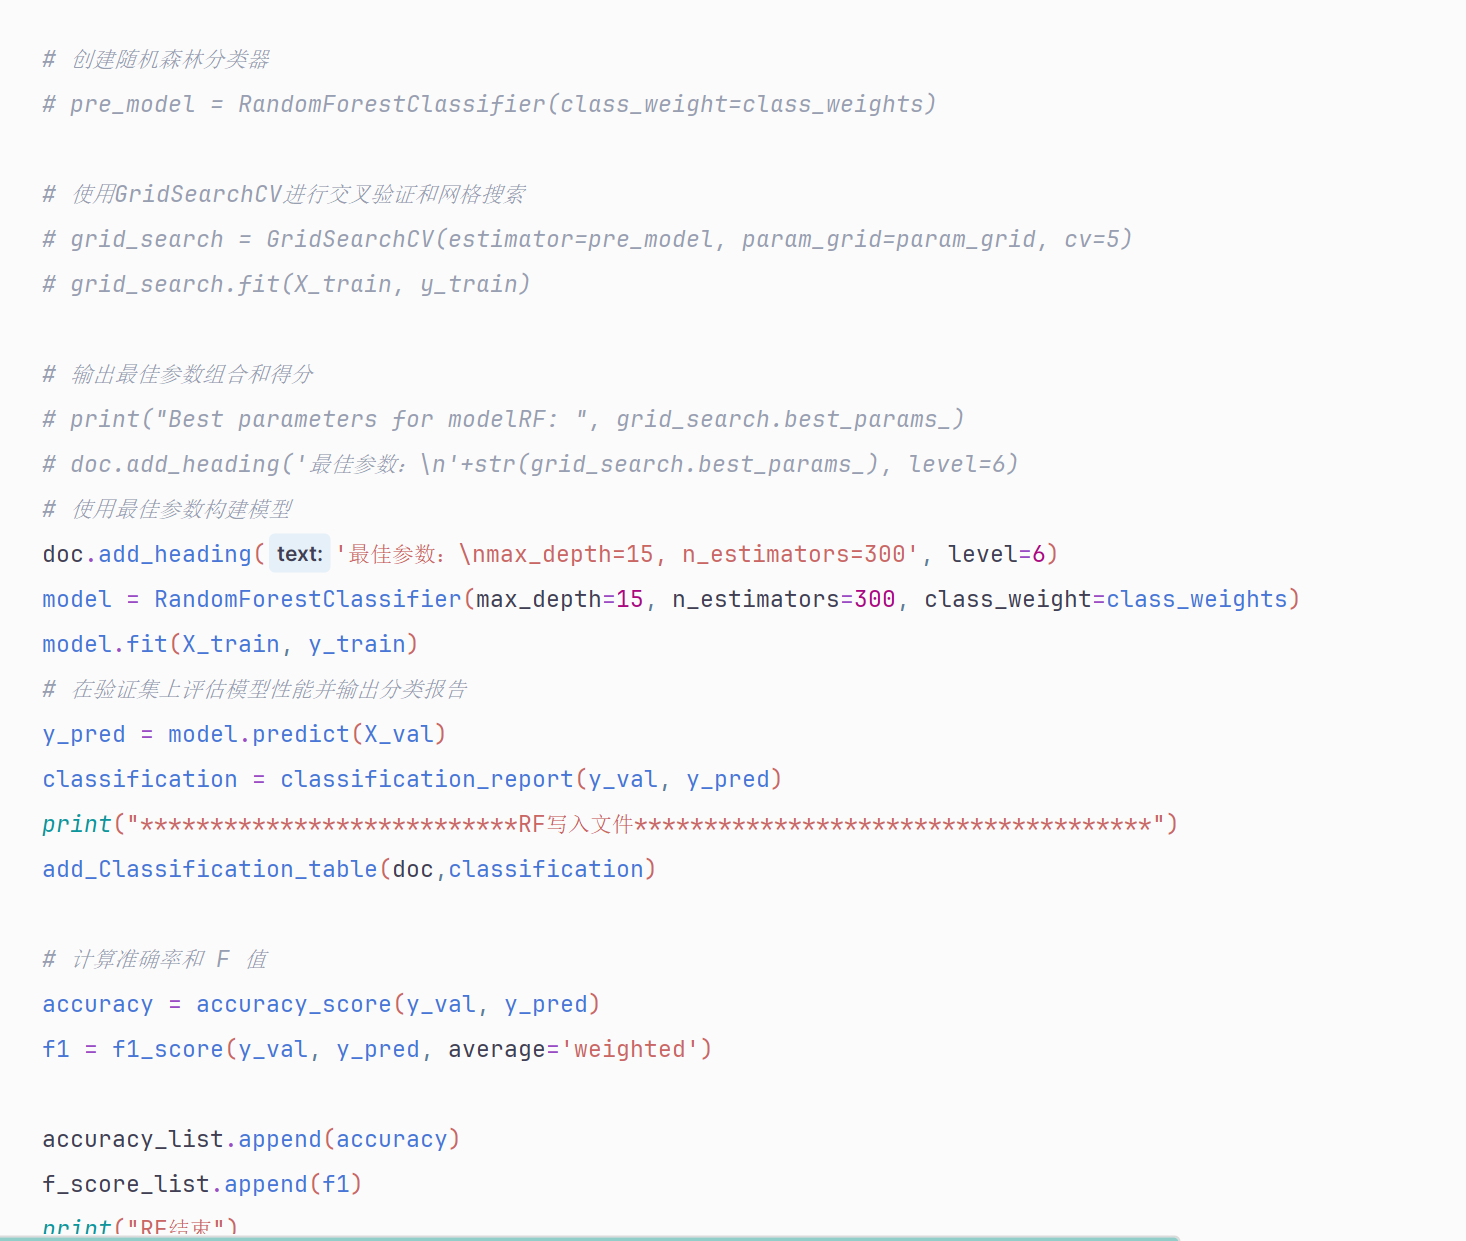 # 创建随机森林分类器
# pre_model = RandomForestClassifier(class_weight=class_weights)
# 使用GridSearchCV进行交叉验证和网格搜索
# grid_search = GridSearchCV(estimator=pre_model, param_grid=param_grid, cv=5)
# grid_search.fit(X_train, y_train)
# 输出最佳参数组合和得分
# print("Best parameters for modelRF: ", grid_search.best_params_)
# doc.add_heading('最佳参数：\n'+str(grid_search.best_params_), level=6)
# 使用最佳参数构建模型
doc.add_heading( text: '最佳参数：\nmax_depth=15, n_estimators=300', level=6)
model = RandomForestClassifier(max_depth=15, n_estimators=300, class_weight=class_weights)
model.fit(X_train, y_train)
# 在验证集上评估模型性能并输出分类报告
y_pred = model.predict(X_val)
classification = classification_report(y_val, y_pred)
print("***************************RF写入文件*************************************")
add_Classification_table(doc,classification)
# 计算准确率和 F 值
accuracy = accuracy_score(y_val, y_pred)
f1 = f1_score(y_val, y_pred, average='weighted')
accuracy_list.append(accuracy)
f_score_list.append(f1)
print("RF结束")